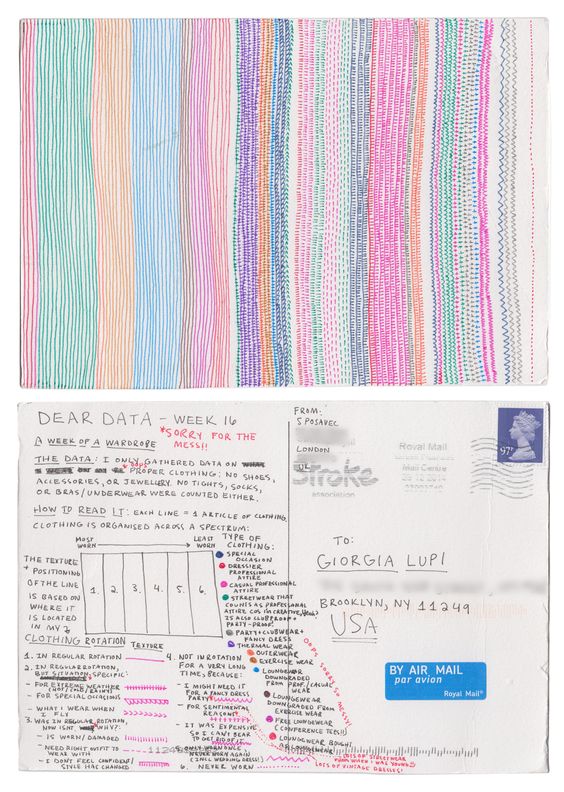 DEAR DATA - WEEK 16
*SORRY FOR THE
MESS!!
A WEEK OF A WARDROBE
THE DATA: I ONLY GATHERED DATA ON
OOPS
PROPER CLOTHING: NO SHOES,
ACCESSORIES, OR JEWELLERY. NO TIGHTS, SOCKS,
OR BRAS/UNDERWEAR WERE COUNTED EITHER.
HOW TO READ IT: EACH LINE = 1 ARTICLE OF CLOTHING.
CLOTHING IS ORGANISED ACROSS A SPECTRUM:
MOST WORN
LEAST WORN
THE TEXTURE
+ POSITIONING
OF THE LINE
IS BASED ON
WHERE IT
IS LOCATED
IN MY
CLOTHING ROTATION
1. 2. 3. 4. 5. 6.
TYPE OF
CLOTHING:
SPECIAL
OCCASION
DRESSIER
PROFESSIONAL
ATTIRE
CASUAL PROFESSIONAL
ATTIRE
STREETWEAR THAT
COUNTS AS PROFESSIONAL
ATTIRE COS I'M CREATIVE
IS ALSO CLUBPROOF +
PARTY-PROOF.
PARTY+CLUBWEAR+
FANCY DRESS
THERMAL WEAR
OUTERWEAR
EXERCISE WEAR
LOUNGEWEAR
DOWNGRADED
FROM PROF./CASUAL
WEAR
LOUNGEWEAR
DOWNGRADED FROM
EXERCISE WEAR
FREE LOUNGEWEAR
(CONFERENCE TEES!!)
LOUNGEWEAR BOUGHT
AS LOUNGEWEAR
TEXTURE
1. IN REGULAR ROTATION
2. IN REGULAR ROTATION,
BUT SITUATION SPECIFIC:
- FOR EXTREME WEATHER
(HOT/COLD/RAINY)
- FOR SPECIAL OCCASIONS
- WHAT I WEAR WHEN
I FLY
3. WAS IN REGULAR ROTATION,
NOW ISN'T. WHY?:
- IS WORN/DAMAGED
- NEED RIGHT OUTFIT TO
WEAR WITH
- I DON'T FEEL CONFIDENT/
STYLE HAS CHANGED
4. NOT IN ROTATION
FOR A VERY LONG
TIME, BECAUSE:
- I MIGHT NEED IT
FOR A FANCY DRESS
PARTY
- FOR SENTIMENTAL
REASONS
- IT WAS EXPENSIVE
SO I CAN'T BEAR
TO GET RID OF IT
5. ONLY WORN ONCE,
NEVER WORN AGAIN
(INCL WEDDING DRESS!)
6. NEVER WORN
OOPS SORRY SO MESSY!
LOTS OF STREETWEAR
FROM WHEN I WAS YOUNGER
LOTS OF VINTAGE DRESSES!
FROM:
S POSAVEC
LONDON
UK
Stroke
association
Royal Mail
Mail Centre
97P
TO:
GIORGIA LUPI
BROOKLYN, NY 11249
USA
BY AIR MAIL
par avion
Royal Mail®